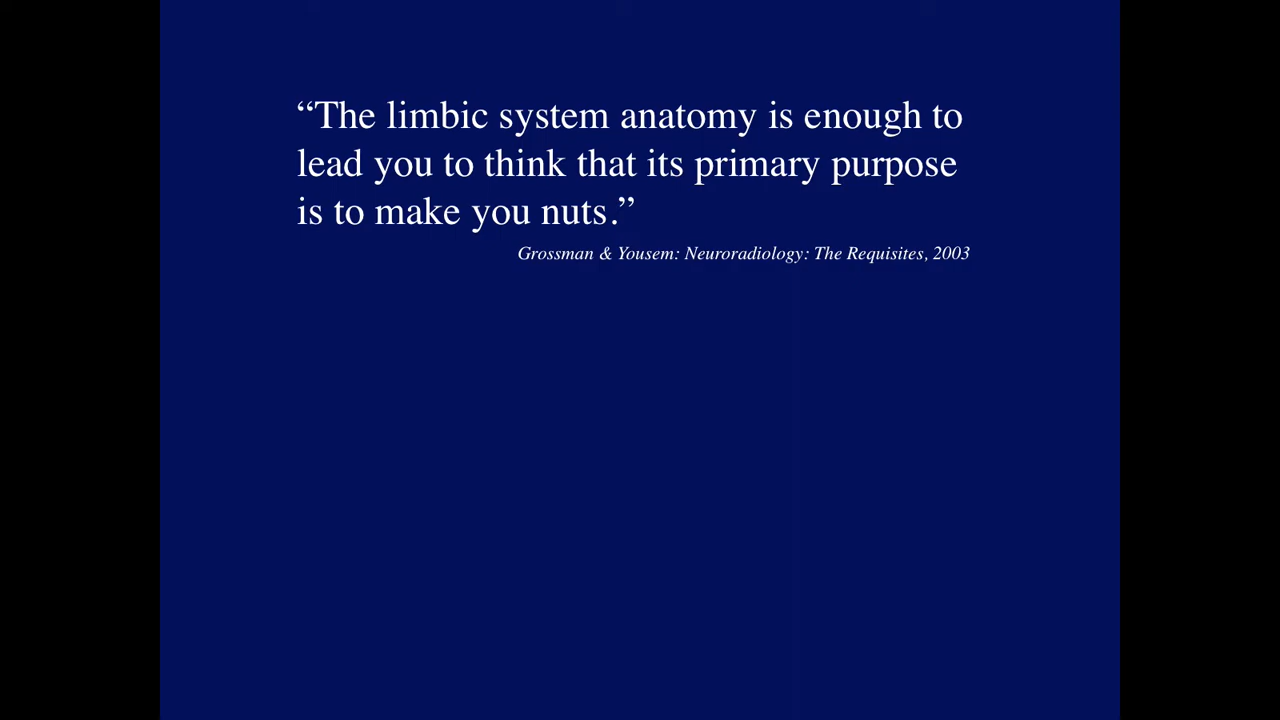 “The limbic system anatomy is enough to
lead you to think that its primary purpose
is to make you nuts.”
Grossman & Yousem: Neuroradiology: The Requisites, 2003